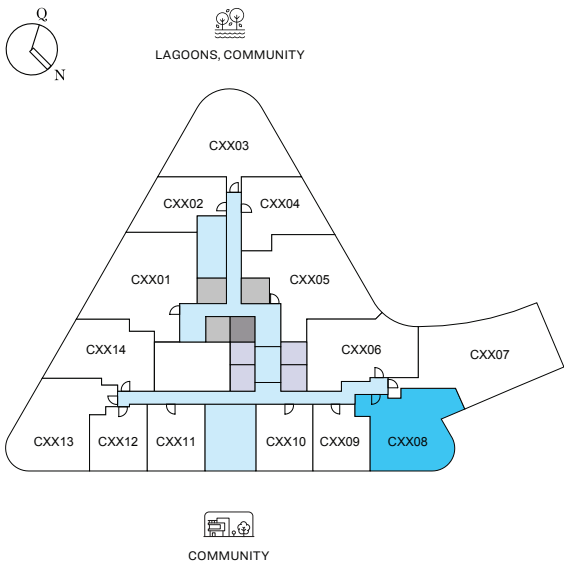 Q
N
LAGOONS, COMMUNITY
CXX03
CXX02
CXX04
CXX01
CXX05
CXX14
CXX06
CXX07
CXX13
CXX12
CXX11
CXX10
CXX09
CXX08
COMMUNITY